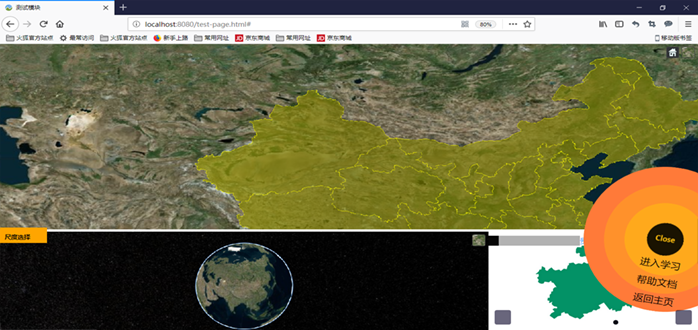 测试模块
localhost:8080/test-page.html#
80%
火狐官方站点 最常访问 火狐官方站点 新手上路 常用网址 京东商城 常用网址 京东商城
移动版书签
尺度选择
Close
进入学习
帮助文档
返回主页